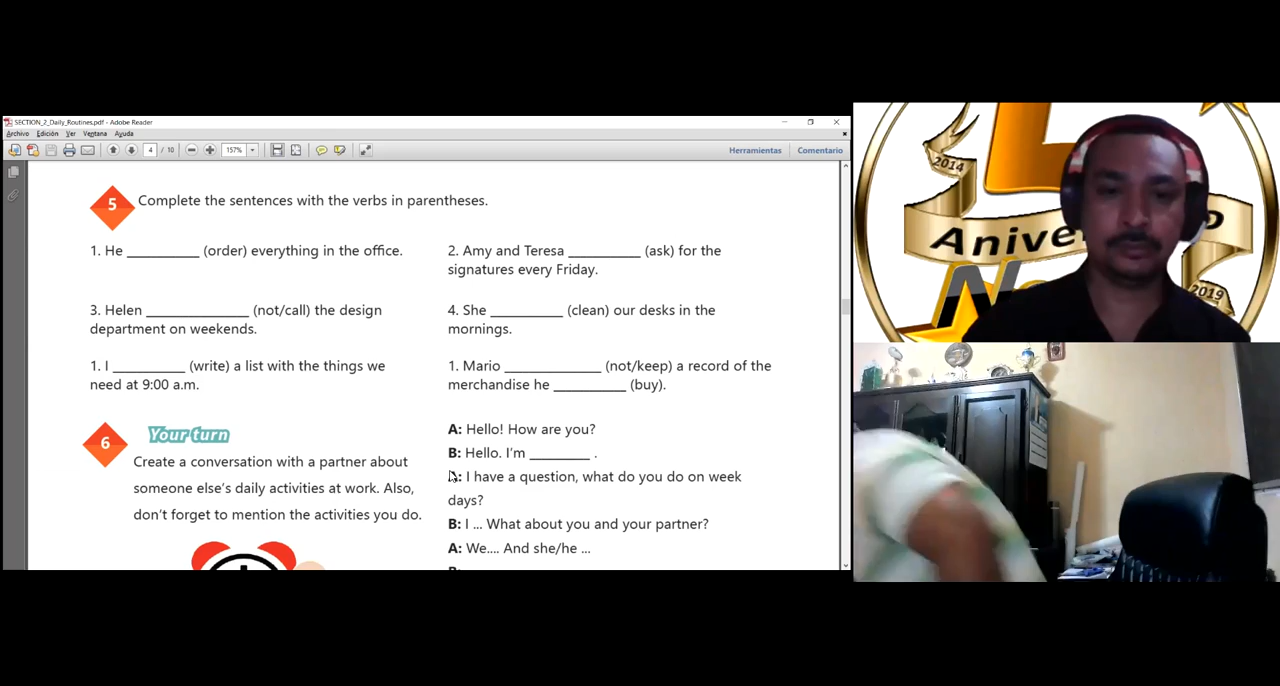 SECTION_2_Daily_Routines.pdf - Adobe Reader
Archivo Edición Ver Ventana Ayuda
4 / 10 157% Herramientas Comentario
5 Complete the sentences with the verbs in parentheses.
1. He __________ (order) everything in the office.
2. Amy and Teresa __________ (ask) for the
signatures every Friday.
3. Helen ______________ (not/call) the design
department on weekends.
4. She __________ (clean) our desks in the
mornings.
1. I __________ (write) a list with the things we
need at 9:00 a.m.
1. Mario _____________ (not/keep) a record of the
merchandise he __________ (buy).
6 Your turn
Create a conversation with a partner about
someone else's daily activities at work. Also,
don't forget to mention the activities you do.
A: Hello! How are you?
B: Hello. I'm ________ .
A: I have a question, what do you do on week
days?
B: I ... What about you and your partner?
A: We.... And she/he ...
2014
2019